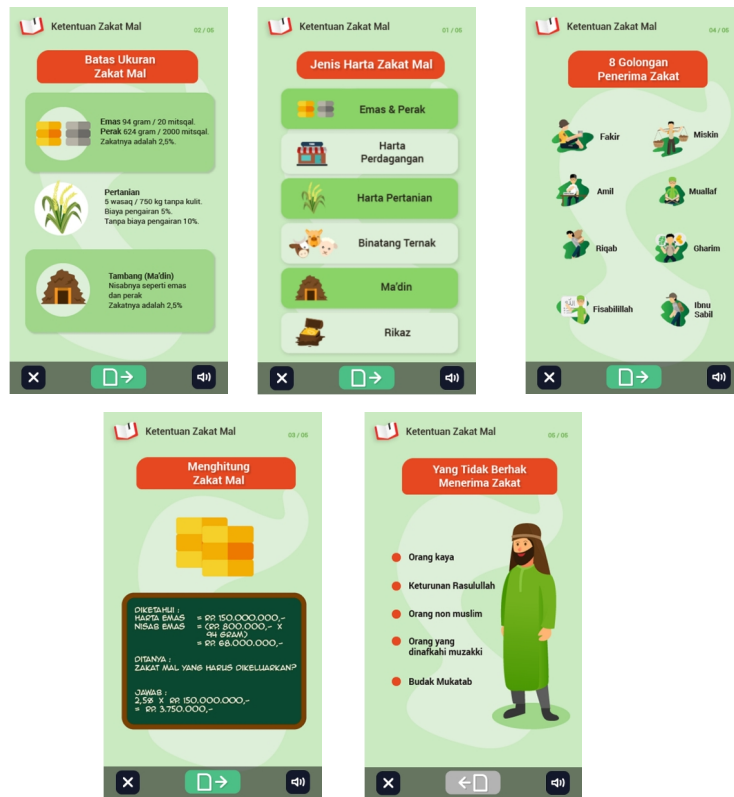 Ketentuan Zakat Mal
02 / 05
Batas Ukuran
Zakat Mal
Emas 94 gram / 20 mitsqal.
Perak 624 gram / 2000 mitsqal.
Zakatnya adalah 2,5%.
Pertanian
5 wasaq / 750 kg tanpa kulit.
Biaya pengairan 5%.
Tanpa biaya pengairan 10%.
Tambang (Ma'din)
Nisabnya seperti emas
dan perak
Zakatnya adalah 2,5%
Ketentuan Zakat Mal
01 / 05
Jenis Harta Zakat Mal
Emas & Perak
Harta
Perdagangan
Harta Pertanian
Binatang Ternak
Ma'din
Rikaz
Ketentuan Zakat Mal
04 / 05
8 Golongan
Penerima Zakat
Fakir
Miskin
Amil
Muallaf
Riqab
Gharim
Fisabilillah
Ibnu
Sabil
Ketentuan Zakat Mal
03 / 05
Menghitung
Zakat Mal
DIKETAHUI :
HARTA EMAS = RP. 150.000.000,-
NISAB EMAS = (RP. 800.000,- X
94 GRAM)
= RP. 68.000.000,-
DITANYA :
ZAKAT MAL YANG HARUS DIKELUARKAN?
JAWAB :
2,5% X RP. 150.000.000,-
= RP. 3.750.000,-
Ketentuan Zakat Mal
05 / 05
Yang Tidak Berhak
Menerima Zakat
Orang kaya
Keturunan Rasulullah
Orang non muslim
Orang yang
dinafkahi muzakki
Budak Mukatab